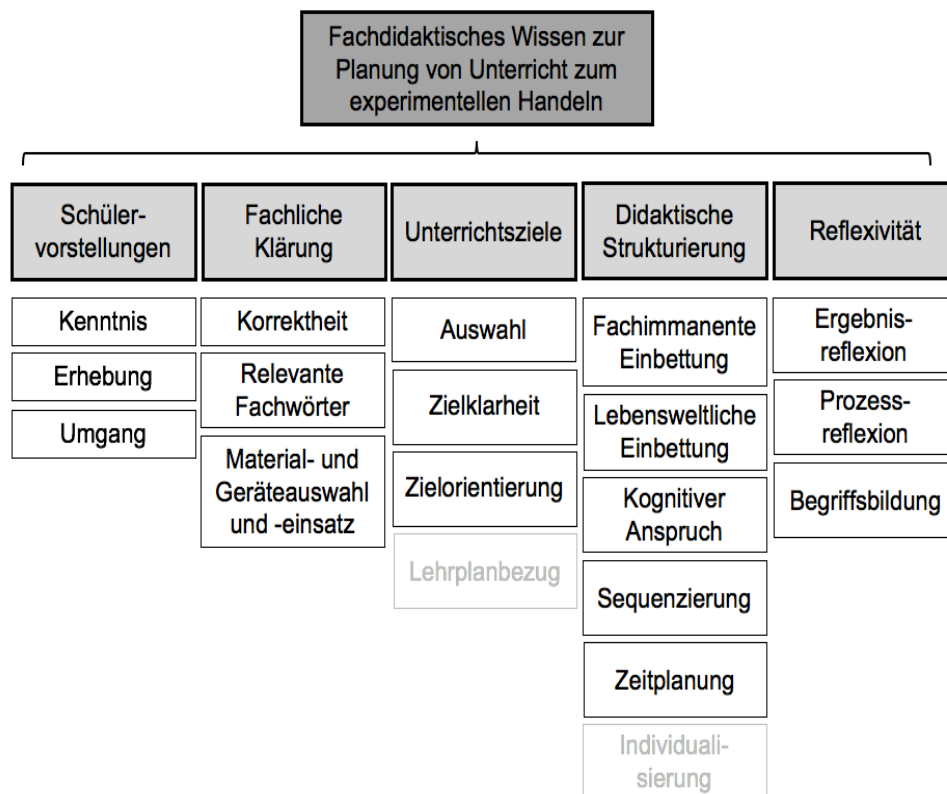 Fachdidaktisches Wissen zur
Planung von Unterricht zum
experimentellen Handeln
Schüler-
vorstellungen
Kenntnis
Erhebung
Umgang
Fachliche
Klärung
Korrektheit
Relevante
Fachwörter
Material- und
Geräteauswahl
und -einsatz
Unterrichtsziele
Auswahl
Zielklarheit
Zielorientierung
Lehrplanbezug
Didaktische
Strukturierung
Fachimmanente
Einbettung
Lebensweltliche
Einbettung
Kognitiver
Anspruch
Sequenzierung
Zeitplanung
Individuali-
sierung
Reflexivität
Ergebnis-
reflexion
Prozess-
reflexion
Begriffsbildung